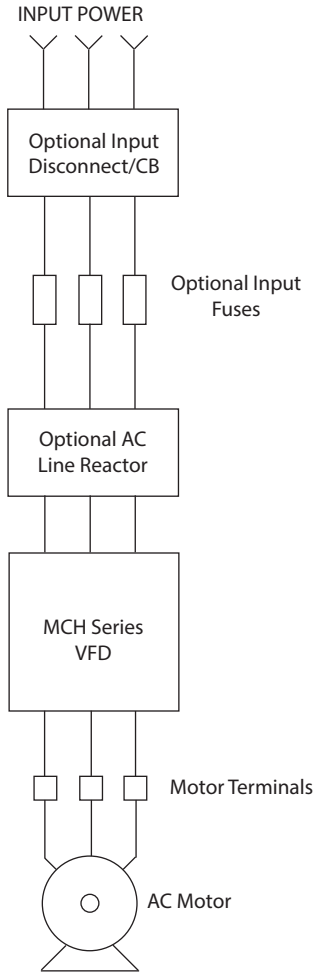 INPUT POWER
Optional Input
Disconnect/CB
Optional Input
Fuses
Optional AC
Line Reactor
MCH Series
VFD
Motor Terminals
AC Motor